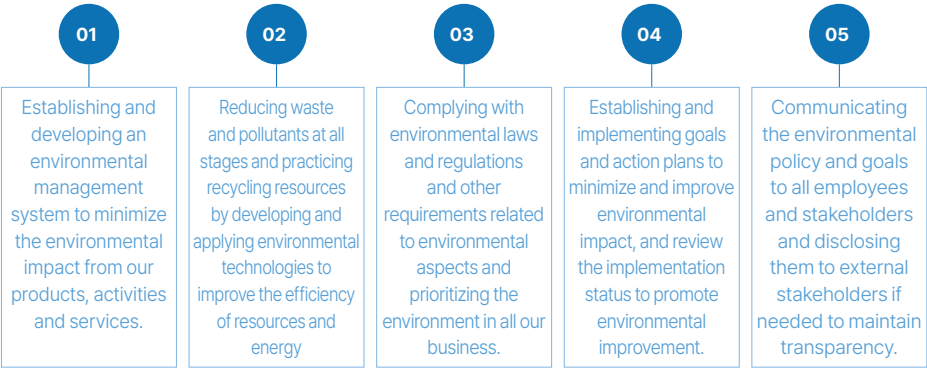 01
Establishing and
developing an
environmental
management
system to minimize
the environmental
impact from our
products, activities
and services.
02
Reducing waste
and pollutants at all
stages and practicing
recycling resources
by developing and
applying environmental
technologies to
improve the efficiency
of resources and
energy
03
Complying with
environmental laws
and regulations
and other
requirements related
to environmental
aspects and
prioritizing the
environment in all our
business.
04
Establishing and
implementing goals
and action plans to
minimize and improve
environmental
impact, and review
the implementation
status to promote
environmental
improvement.
05
Communicating
the environmental
policy and goals
to all employees
and stakeholders
and disclosing
them to external
stakeholders if
needed to maintain
transparency.